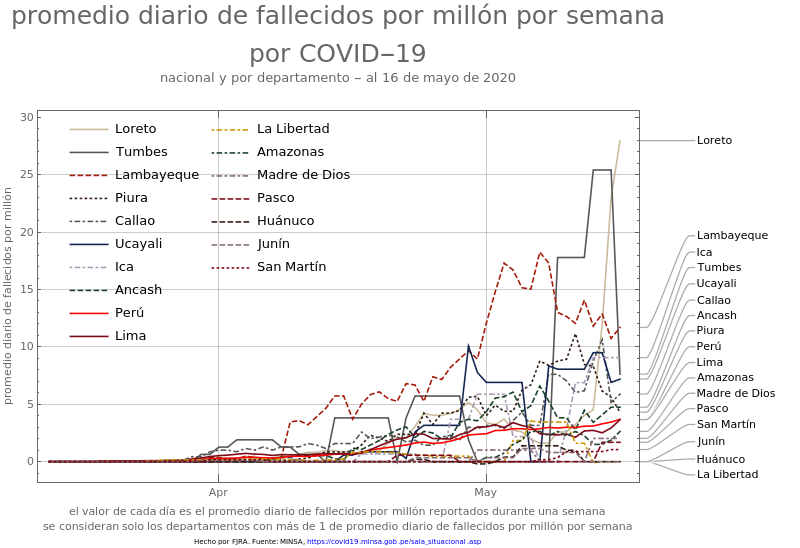 promedio diario de fallecidos por millón por semana
por COVID−19
nacional y por departamento − al 16 de mayo de 2020
promedio diario de fallecidos por millón
30
25
20
15
10
5
0
Apr
May
Loreto
Tumbes
Lambayeque
Piura
Callao
Ucayali
Ica
Ancash
Perú
Lima
La Libertad
Amazonas
Madre de Dios
Pasco
Huánuco
Junín
San Martín
Loreto
Lambayeque
Ica
Tumbes
Ucayali
Callao
Ancash
Piura
Perú
Lima
Amazonas
Madre de Dios
Pasco
San Martín
Junín
Huánuco
La Libertad
el valor de cada día es el promedio diario de fallecidos por millón reportados durante una semana
se consideran solo los departamentos con más de 1 de promedio diario de fallecidos por millón por semana
Hecho por FJRA. Fuente: MINSA, https://covid19.minsa.gob.pe/sala_situacional.asp